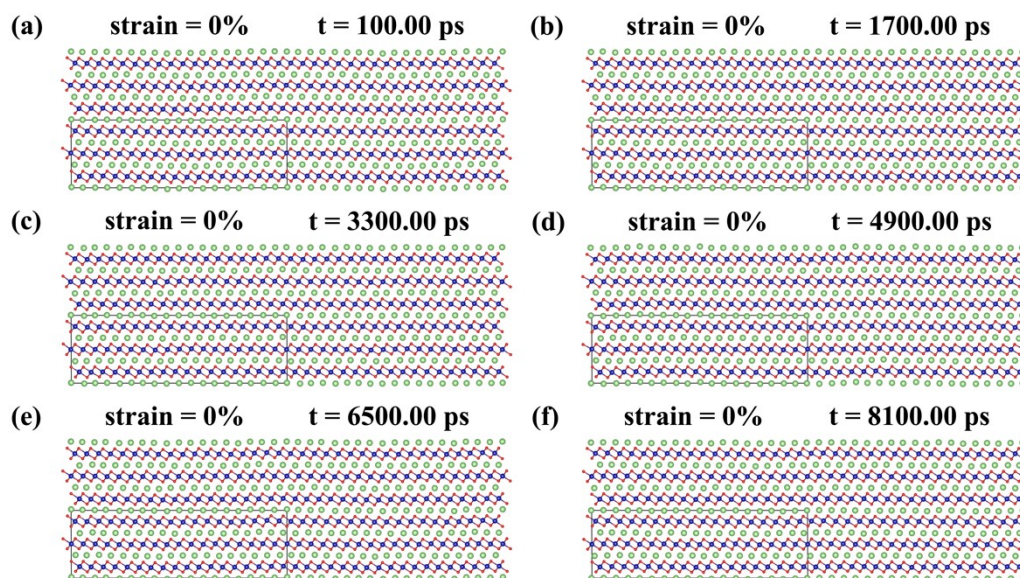 (a) strain = 0% t = 100.00 ps
(b) strain = 0% t = 1700.00 ps
(c) strain = 0% t = 3300.00 ps
(d) strain = 0% t = 4900.00 ps
(e) strain = 0% t = 6500.00 ps
(f) strain = 0% t = 8100.00 ps